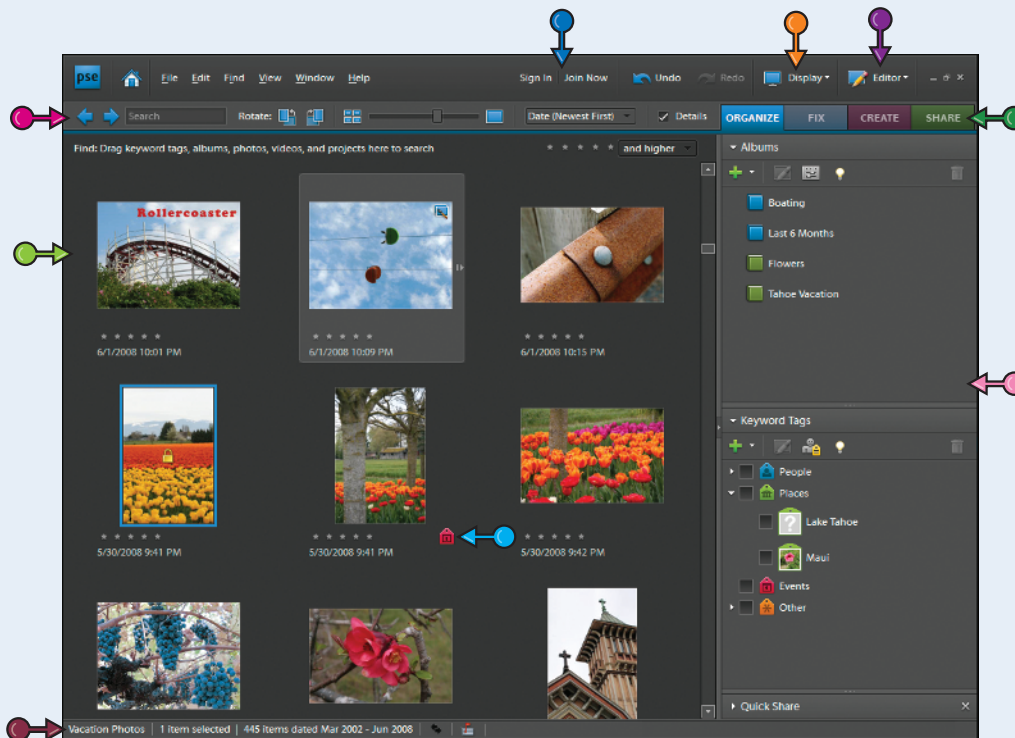 pse File Edit Find View Window Help Sign In Join Now Undo Redo Display Editor
Search Rotate: Date (Newest First) Details ORGANIZE FIX CREATE SHARE
Find: Drag keyword tags, albums, photos, videos, and projects here to search and higher
Albums
Boating
Last 6 Months
Flowers
Tahoe Vacation
Rollercoaster
6/1/2008 10:01 PM 6/1/2008 10:09 PM 6/1/2008 10:15 PM
5/30/2008 9:41 PM 5/30/2008 9:41 PM 5/30/2008 9:42 PM
Keyword Tags
People
Places
? Lake Tahoe
Maui
Events
Other
Quick Share
Vacation Photos 1 item selected 445 items dated Mar 2002 - Jun 2008